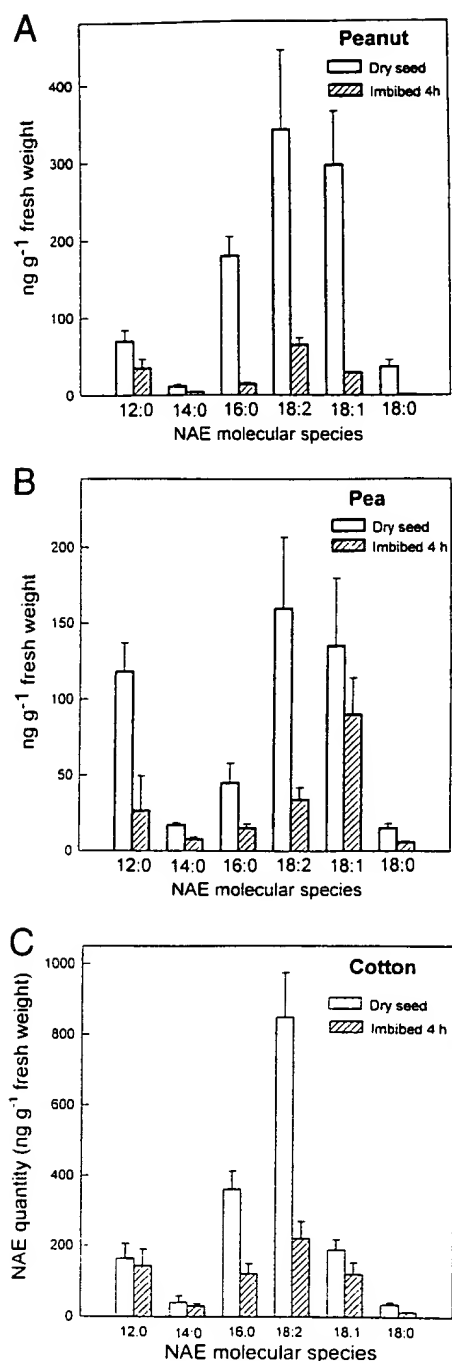 A
Peanut
Dry seed
Imbibed 4h
ng g⁻¹ fresh weight
400
300
200
100
0
12:0 14:0 16:0 18:2 18:1 18:0
NAE molecular species
B
Pea
Dry seed
Imbibed 4 h
ng g⁻¹ fresh weight
200
150
100
50
0
12:0 14:0 16:0 18:2 18:1 18:0
NAE molecular species
C
Cotton
Dry seed
Imbibed 4 h
NAE quantity (ng g⁻¹ fresh weight)
1000
800
600
400
200
0
12:0 14:0 16:0 18:2 18:1 18:0
NAE molecular species